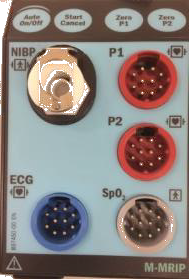 Auto On/Off
Start Cancel
Zero P1
Zero P2
NIBP
P1
P2
ECG
SpO2
M-MRIP